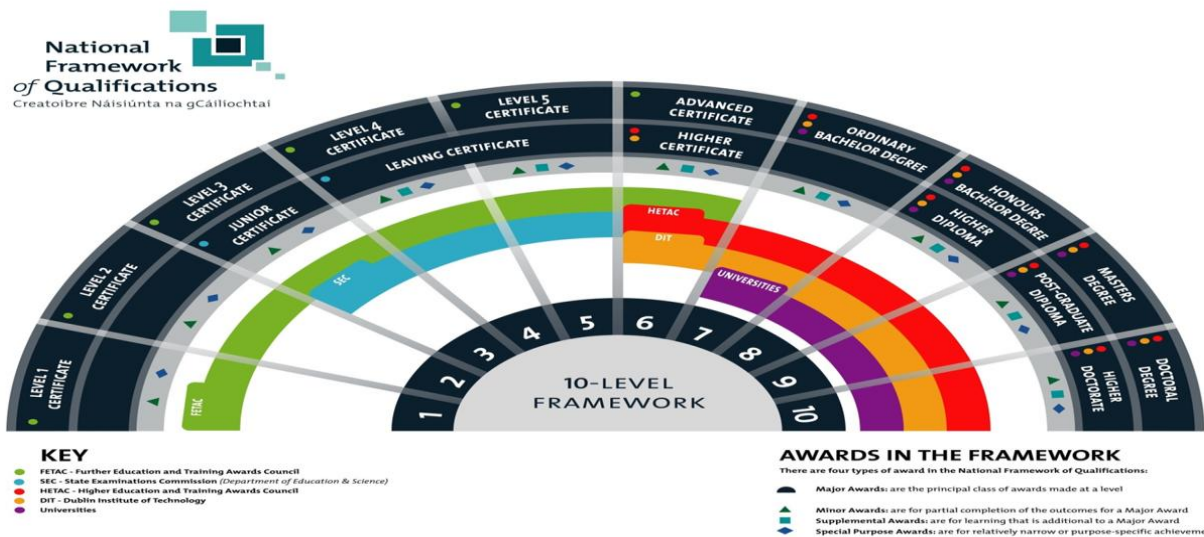 National
Framework
of Qualifications
Creatoibre Náisiúnta na gCáilíochtaí
LEVEL 1
CERTIFICATE
LEVEL 2
CERTIFICATE
LEVEL 3
CERTIFICATE
LEVEL 4
CERTIFICATE
LEVEL 5
CERTIFICATE
ADVANCED
CERTIFICATE
ORDINARY
BACHELOR DEGREE
HONOURS
BACHELOR DEGREE
MASTERS
DEGREE
DOCTORAL
DEGREE
JUNIOR
CERTIFICATE
LEAVING CERTIFICATE
HIGHER
CERTIFICATE
HIGHER
DIPLOMA
POST-GRADUATE
DIPLOMA
HIGHER
DOCTORATE
FETAC
SEC
HETAC
DIT
UNIVERSITIES
1
2
3
4
5
6
7
8
9
10
10-LEVEL
FRAMEWORK
KEY
FETAC - Further Education and Training Awards Council
SEC - State Examinations Commission (Department of Education & Science)
HETAC - Higher Education and Training Awards Council
DIT - Dublin Institute of Technology
Universities
AWARDS IN THE FRAMEWORK
There are four types of award in the National Framework of Qualifications:
Major Awards: are the principal class of awards made at a level
Minor Awards: are for partial completion of the outcomes for a Major Award
Supplemental Awards: are for learning that is additional to a Major Award
Special Purpose Awards: are for relatively narrow or purpose-specific achieveme